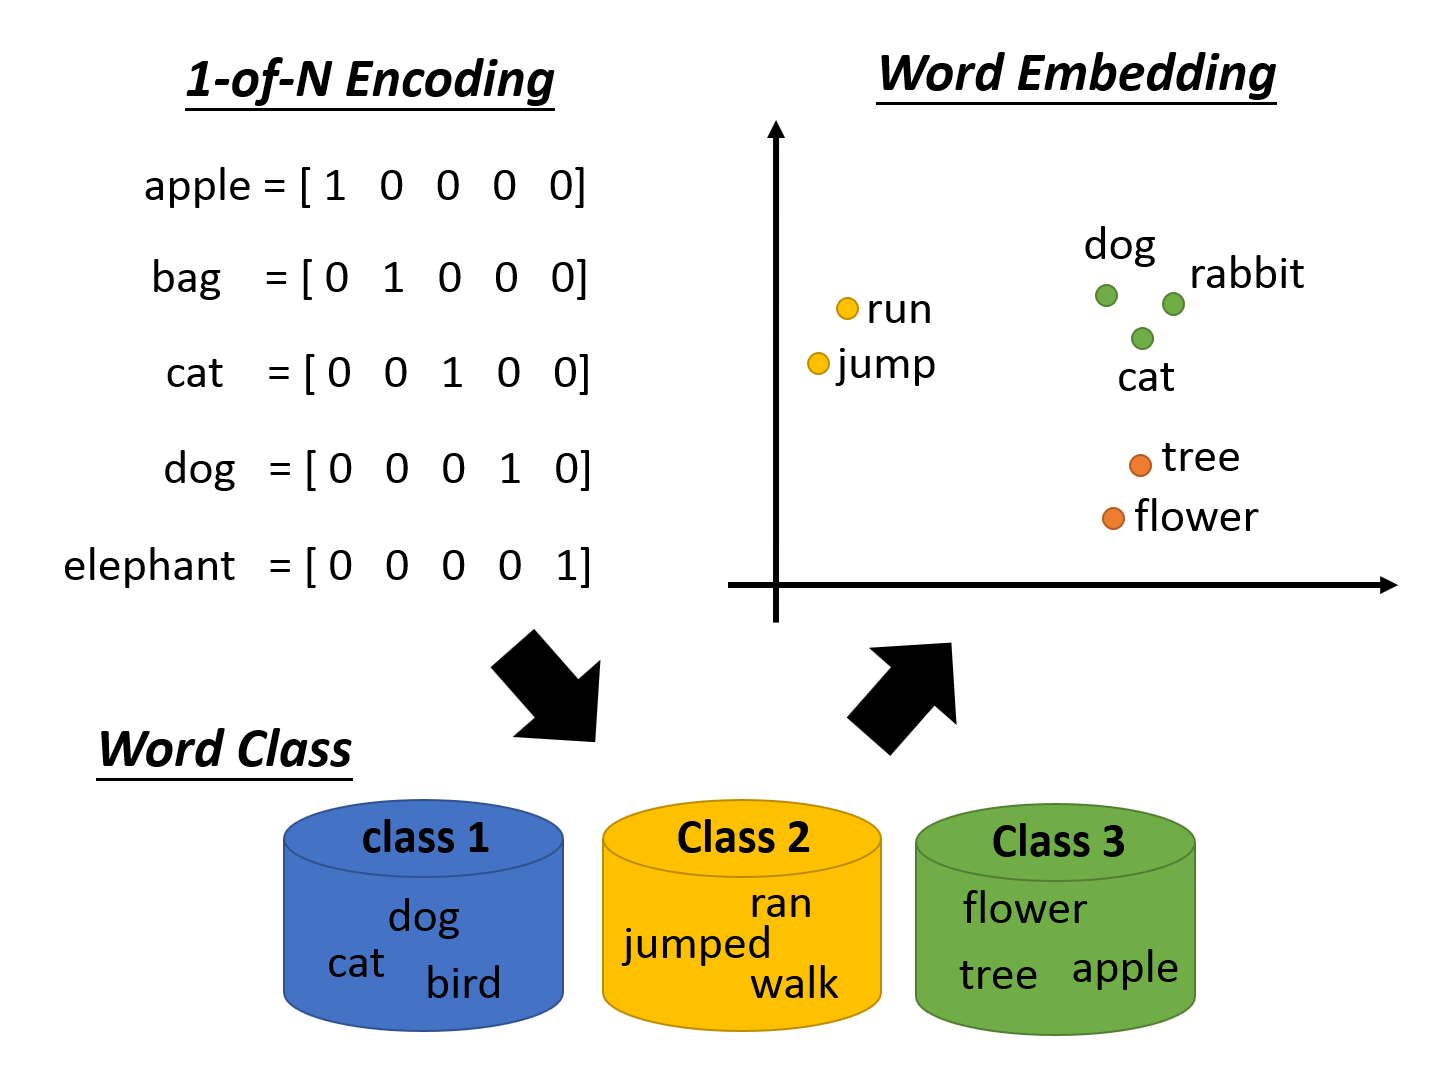 1-of-N Encoding
apple = [ 1 0 0 0 0]
bag = [ 0 1 0 0 0]
cat = [ 0 0 1 0 0]
dog = [ 0 0 0 1 0]
elephant = [ 0 0 0 0 1]
Word Embedding
dog
rabbit
run
jump
cat
tree
flower
Word Class
class 1
dog
cat
bird
Class 2
ran
jumped
walk
Class 3
flower
tree
apple